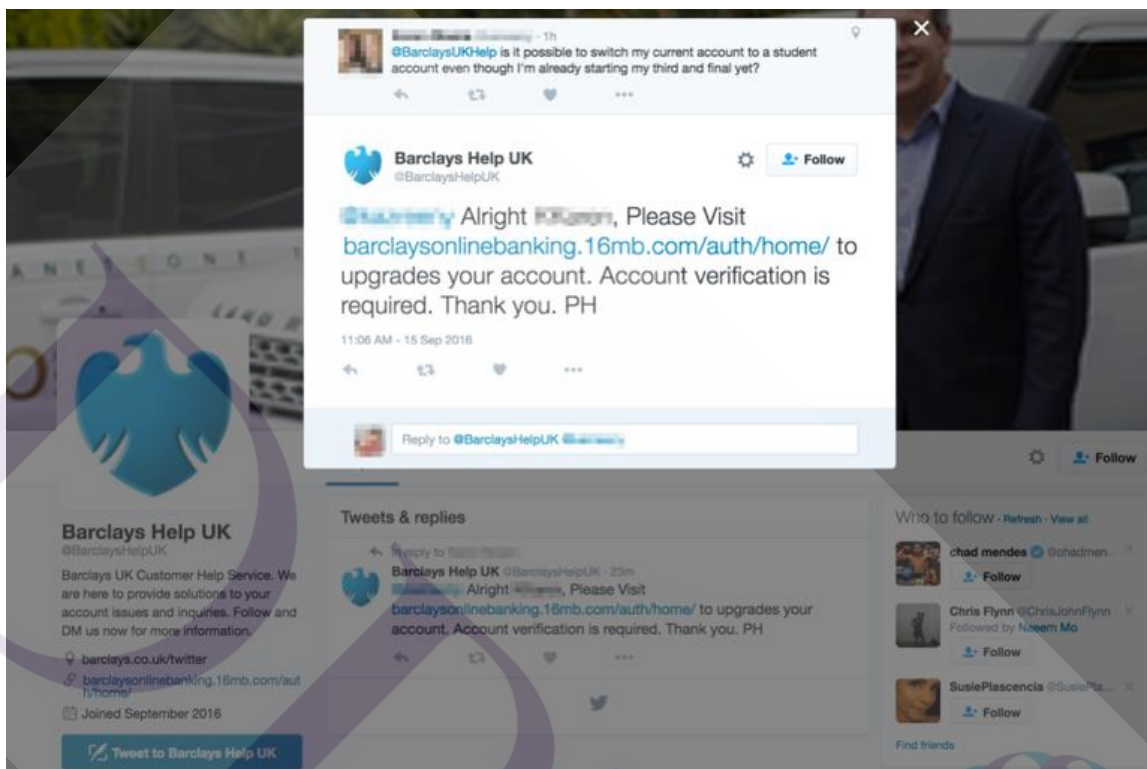 · 1h
@BarclaysUKHelp is it possible to switch my current account to a student
account even though I'm already starting my third and final yet?
Barclays Help UK
@BarclaysHelpUK
Follow
Alright , Please Visit
barclaysonlinebanking.16mb.com/auth/home/ to
upgrades your account. Account verification is
required. Thank you. PH
11:06 AM - 15 Sep 2016
Reply to @BarclaysHelpUK
Follow
Barclays Help UK
@BarclaysHelpUK
Barclays UK Customer Help Service. We
are here to provide solutions to your
account issues and inquiries. Follow and
DM us now for more information.
barclays.co.uk/twitter
barclaysonlinebanking.16mb.com/aut
h/home/
Joined September 2016
Tweet to Barclays Help UK
Tweets & replies
In reply to
Barclays Help UK @BarclaysHelpUK · 23m
Alright , Please Visit
barclaysonlinebanking.16mb.com/auth/home/ to upgrades your
account. Account verification is required. Thank you. PH
Who to follow · Refresh · View all
chad mendes @chadmen...
Follow
Chris Flynn @ChrisJohnFlynn
Followed by Naeem Mo
Follow
SusiePlascencia @SusiePla...
Follow
Find friends